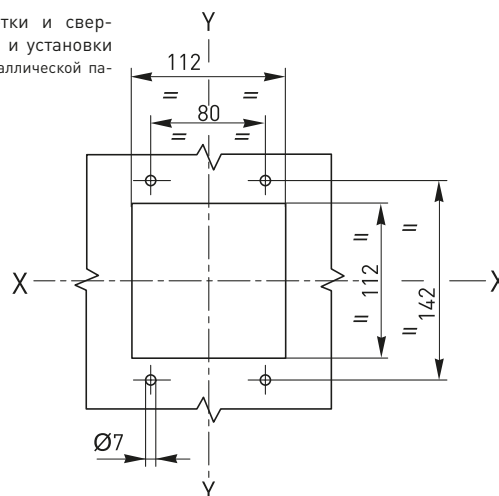 тки и свер-
и установки
аллической па-
Y
112
=
=
80
=
=
X
=
=
112
142
X
=
=
Ø7
Y